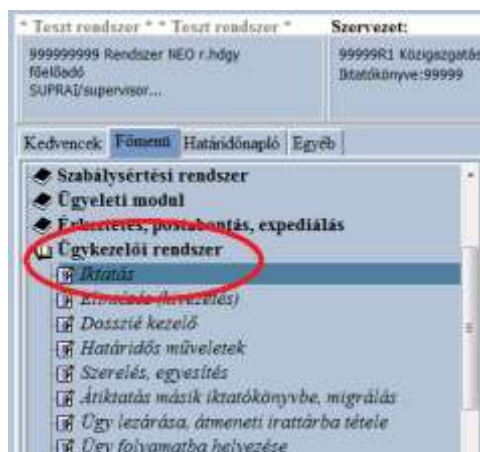 * Teszt rendszer * * Teszt rendszer *
Szervezet:
999999999 Rendszer NEO r.hdgy
főelőadó
SUPRAI/supervisor...
99999R1 Közigazgatás
Iktatókönyve:99999
Kedvencek Főmenü Határidőnapló Egyéb
Szabálysértési rendszer
Ügyeleti modul
Érkeztetés, postabontás, expediálás
Ügykezelői rendszer
Iktatás
Elintézés (kivezetés)
Dosszié kezelő
Határidős műveletek
Szerelés, egyesítés
Átiktatás másik iktatókönyvbe, migrálás
Ügy lezárása, átmeneti irattárba tétele
Ügy folyamatba helyezése